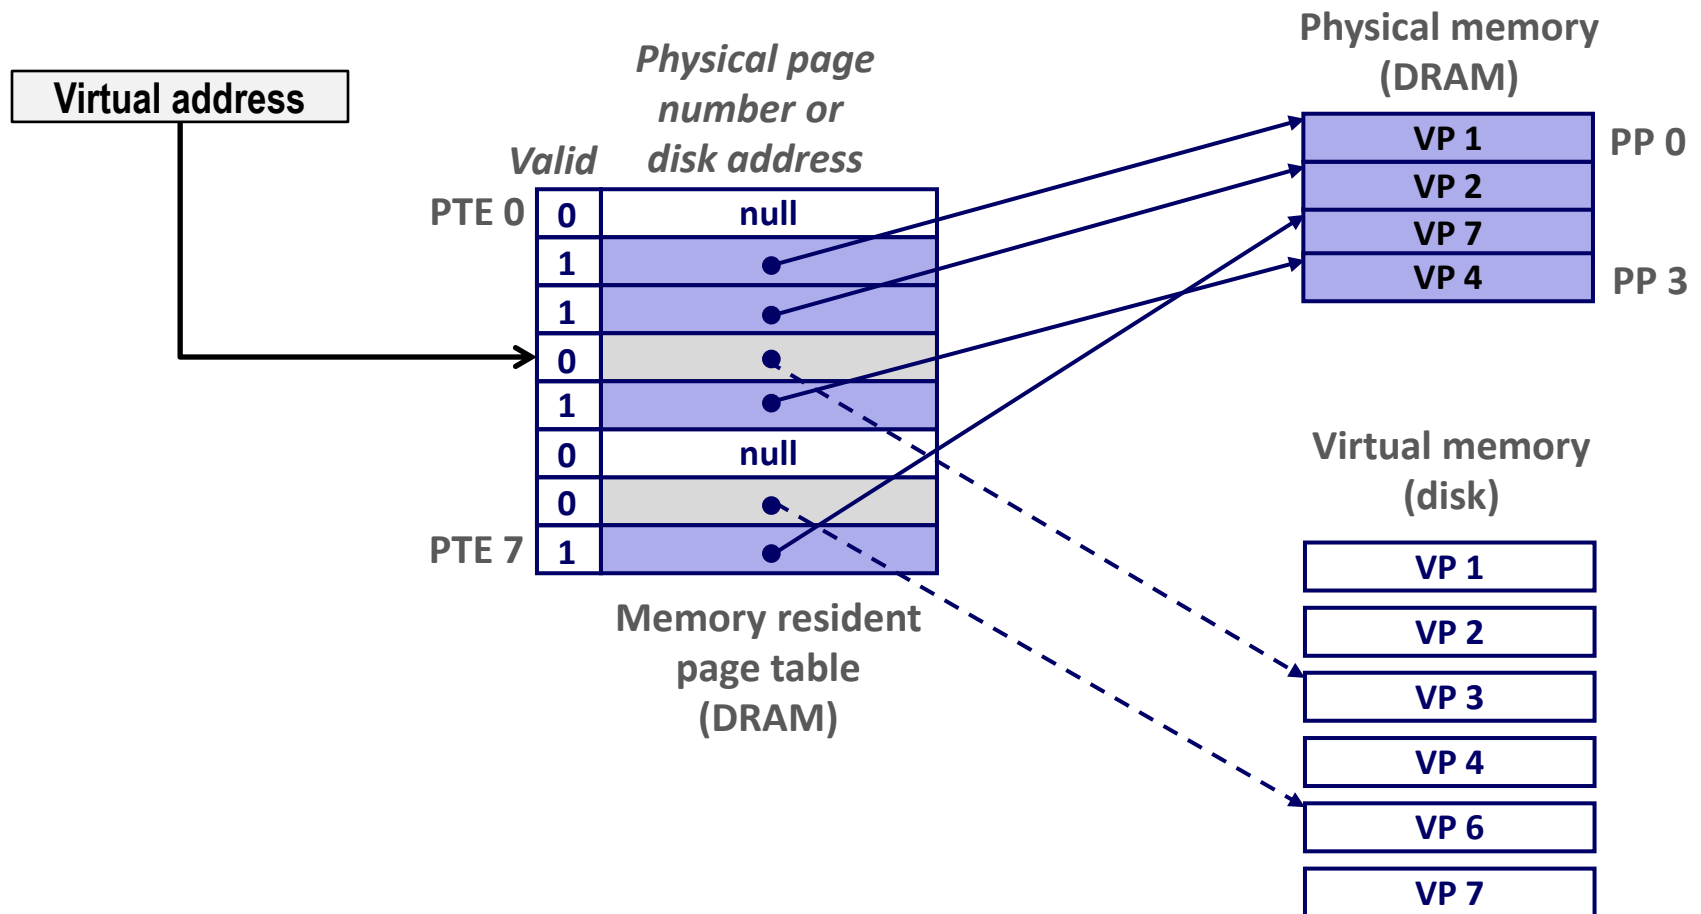 Virtual address
Physical page
number or
disk address
Valid
PTE 0
0
null
1
1
0
1
0
null
0
PTE 7
1
Memory resident
page table
(DRAM)
Physical memory
(DRAM)
VP 1
PP 0
VP 2
VP 7
VP 4
PP 3
Virtual memory
(disk)
VP 1
VP 2
VP 3
VP 4
VP 6
VP 7